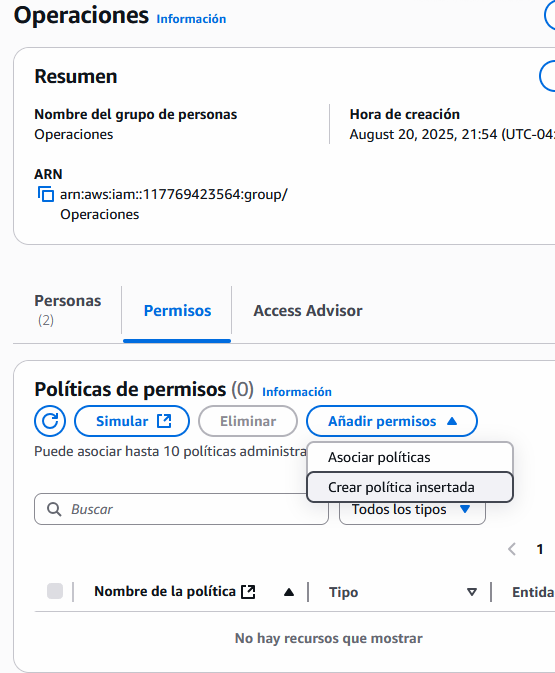 Operaciones Información
Resumen
Nombre del grupo de personas
Operaciones
Hora de creación
August 20, 2025, 21:54 (UTC-04:
ARN
arn:aws:iam::117769423564:group/
Operaciones
Personas
(2)
Permisos
Access Advisor
Políticas de permisos (0) Información
Simular
Eliminar
Añadir permisos
Puede asociar hasta 10 políticas administra
Asociar políticas
Crear política insertada
Buscar
Todos los tipos
1
Nombre de la política
Tipo
Entida
No hay recursos que mostrar